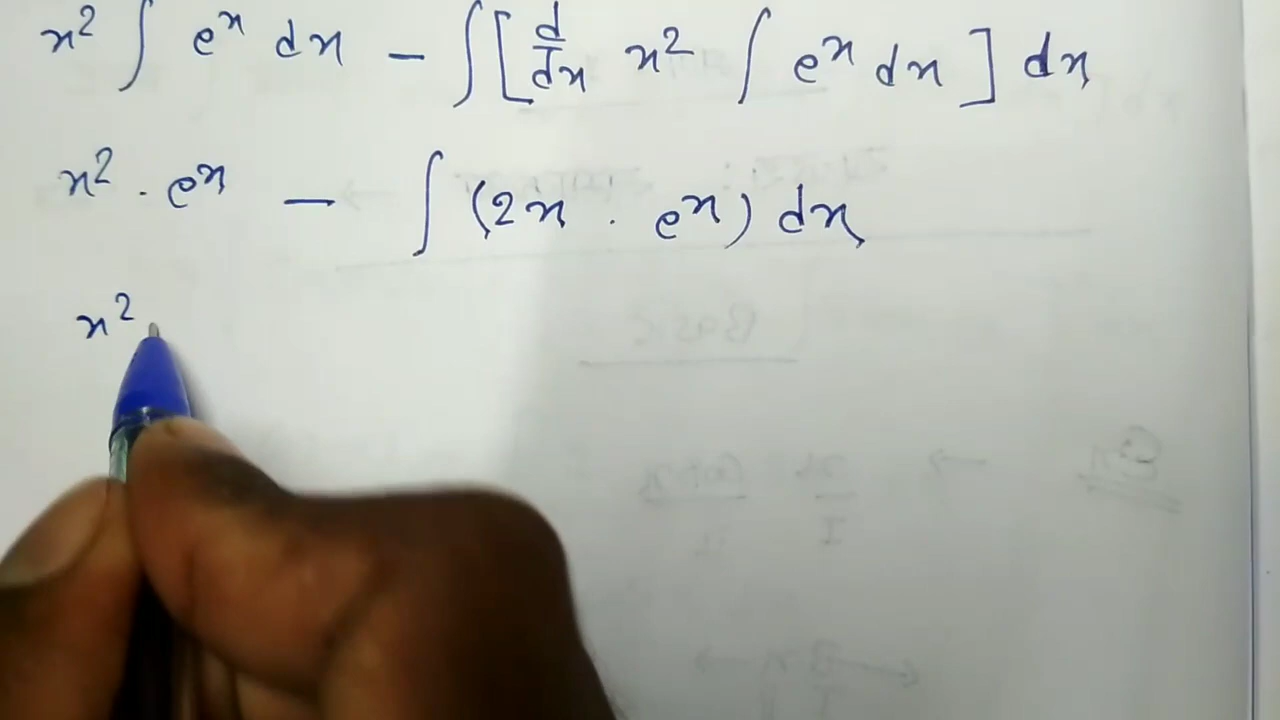 x² ∫ eˣ dx − ∫ [ d/dx x² ∫ eˣ dx ] dx
x² · eˣ − ∫ (2x · eˣ) dx
x²